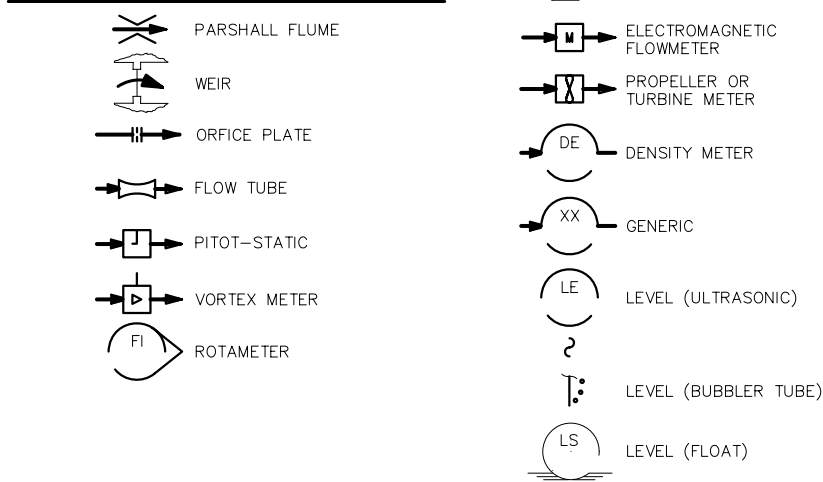 PARSHALL FLUME
WEIR
ORFICE PLATE
FLOW TUBE
PITOT-STATIC
VORTEX METER
FI
ROTAMETER
M
ELECTROMAGNETIC
FLOWMETER
PROPELLER OR
TURBINE METER
DE
DENSITY METER
XX
GENERIC
LE
LEVEL (ULTRASONIC)
LEVEL (BUBBLER TUBE)
LS
LEVEL (FLOAT)